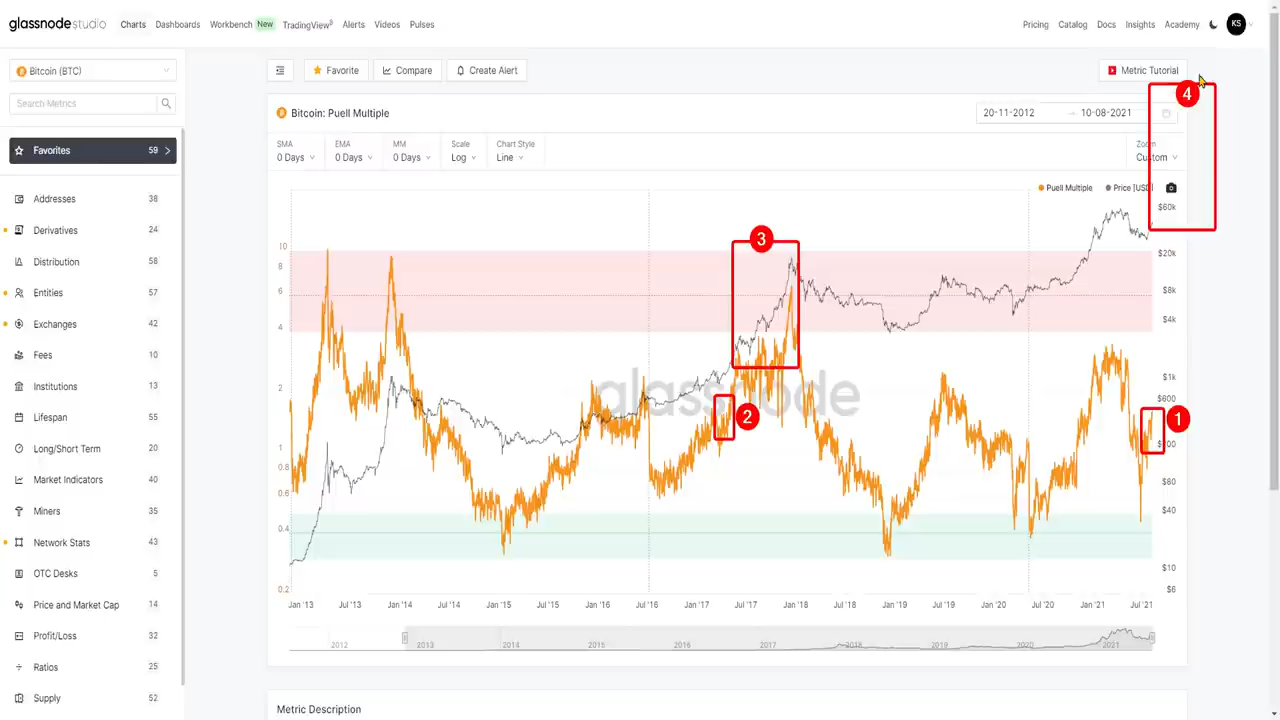 glassnode studio Charts Dashboards Workbench New TradingView Alerts Videos Pulses Pricing Catalog Docs Insights Academy KS
Bitcoin (BTC)
Search Metrics
Favorites 59
Addresses 38
Derivatives 24
Distribution 58
Entities 57
Exchanges 42
Fees 10
Institutions 13
Lifespan 55
Long/Short Term 20
Market Indicators 40
Miners 35
Network Stats 43
OTC Desks 5
Price and Market Cap 14
Profit/Loss 32
Ratios 25
Supply 52
Favorite Compare Create Alert Metric Tutorial
4
Bitcoin: Puell Multiple 20-11-2012 → 10-08-2021
SMA EMA MM Scale Chart Style
0 Days 0 Days 0 Days Log Line Custom
Puell Multiple Price [USD]
$60k
3
10 $20k
8
6 $8k
4 $4k
2 $1k
glassnode
$600
2 1
1
0.8
0.6 $80
0.4 $40
$10
0.2 $6
Jan '13 Jul '13 Jan '14 Jul '14 Jan '15 Jul '15 Jan '16 Jul '16 Jan '17 Jul '17 Jan '18 Jul '18 Jan '19 Jul '19 Jan '20 Jul '20 Jan '21 Jul '21
2012 2013 2014 2015 2016 2017 2018 2019 2020 2021
Metric Description